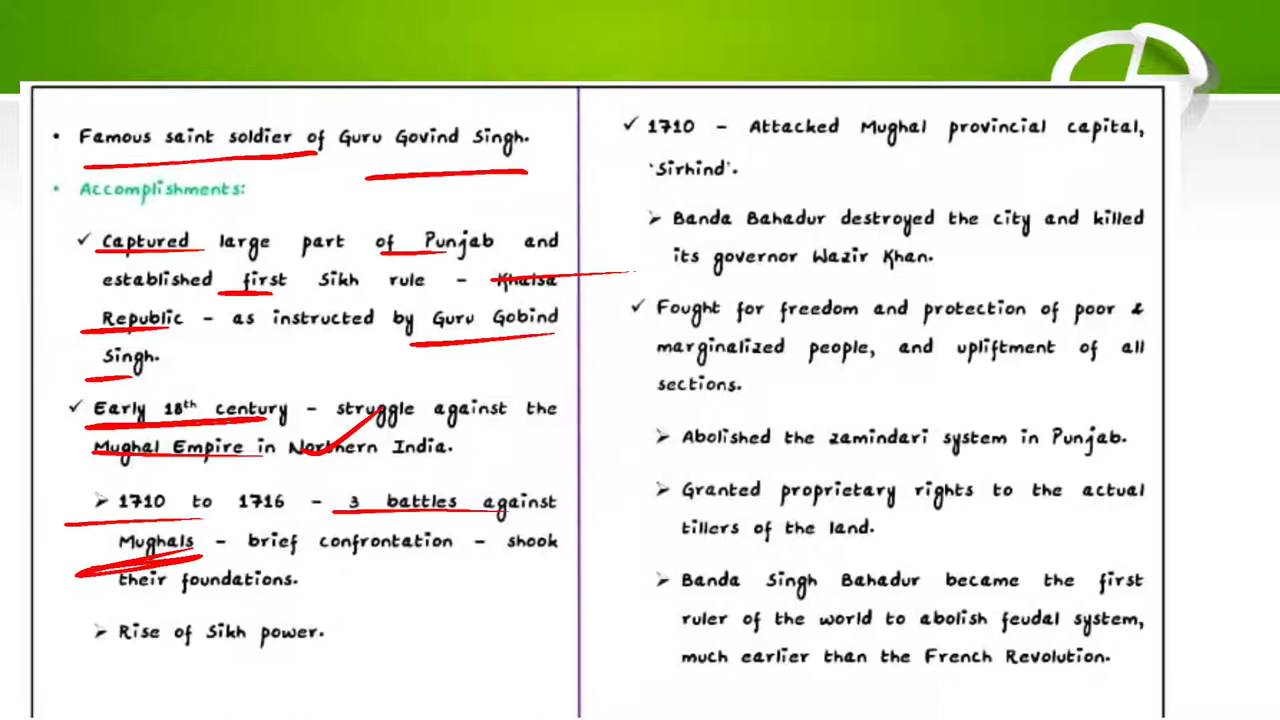 • Famous saint soldier of Guru Govind Singh.
• Accomplishments:
✓ Captured large part of Punjab and
established first Sikh rule - Khalsa
Republic - as instructed by Guru Gobind
Singh.
✓ Early 18th century - struggle against the
Mughal Empire in Northern India.
➢ 1710 to 1716 - 3 battles against
Mughals - brief confrontation - shook
their foundations.
➢ Rise of Sikh power.
✓ 1710 - Attacked Mughal provincial capital,
'Sirhind'.
➢ Banda Bahadur destroyed the city and killed
its governor Wazir Khan.
✓ Fought for freedom and protection of poor &
marginalized people, and upliftment of all
sections.
➢ Abolished the zamindari system in Punjab.
➢ Granted proprietary rights to the actual
tillers of the land.
➢ Banda Singh Bahadur became the first
ruler of the world to abolish feudal system,
much earlier than the French Revolution.